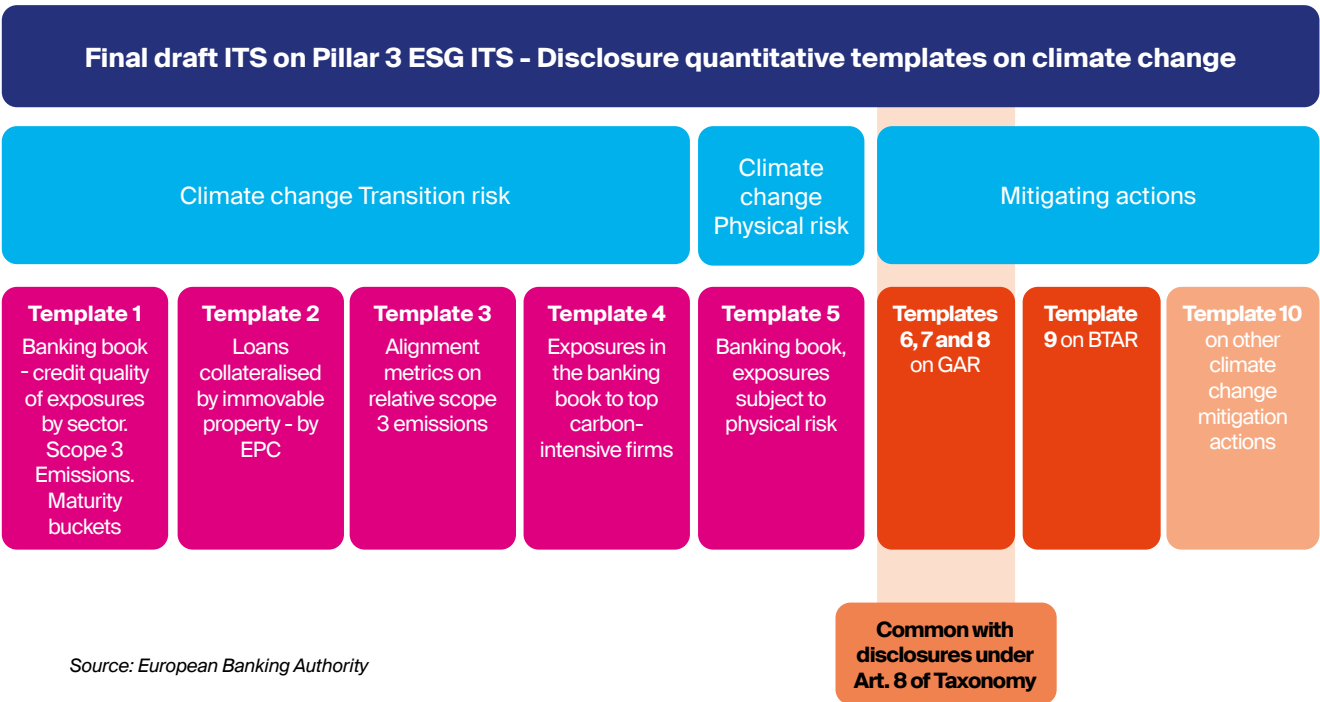 Final draft ITS on Pillar 3 ESG ITS - Disclosure quantitative templates on climate change
Climate change Transition risk
Climate
change
Physical risk
Mitigating actions
Template 1
Banking book
- credit quality
of exposures
by sector.
Scope 3
Emissions.
Maturity
buckets
Template 2
Loans
collateralised
by immovable
property - by
EPC
Template 3
Alignment
metrics on
relative scope
3 emissions
Template 4
Exposures in
the banking
book to top
carbon-
intensive firms
Template 5
Banking book,
exposures
subject to
physical risk
Templates
6, 7 and 8
on GAR
Template
9 on BTAR
Template 10
on other
climate
change
mitigation
actions
Common with
disclosures under
Art. 8 of Taxonomy
Source: European Banking Authority